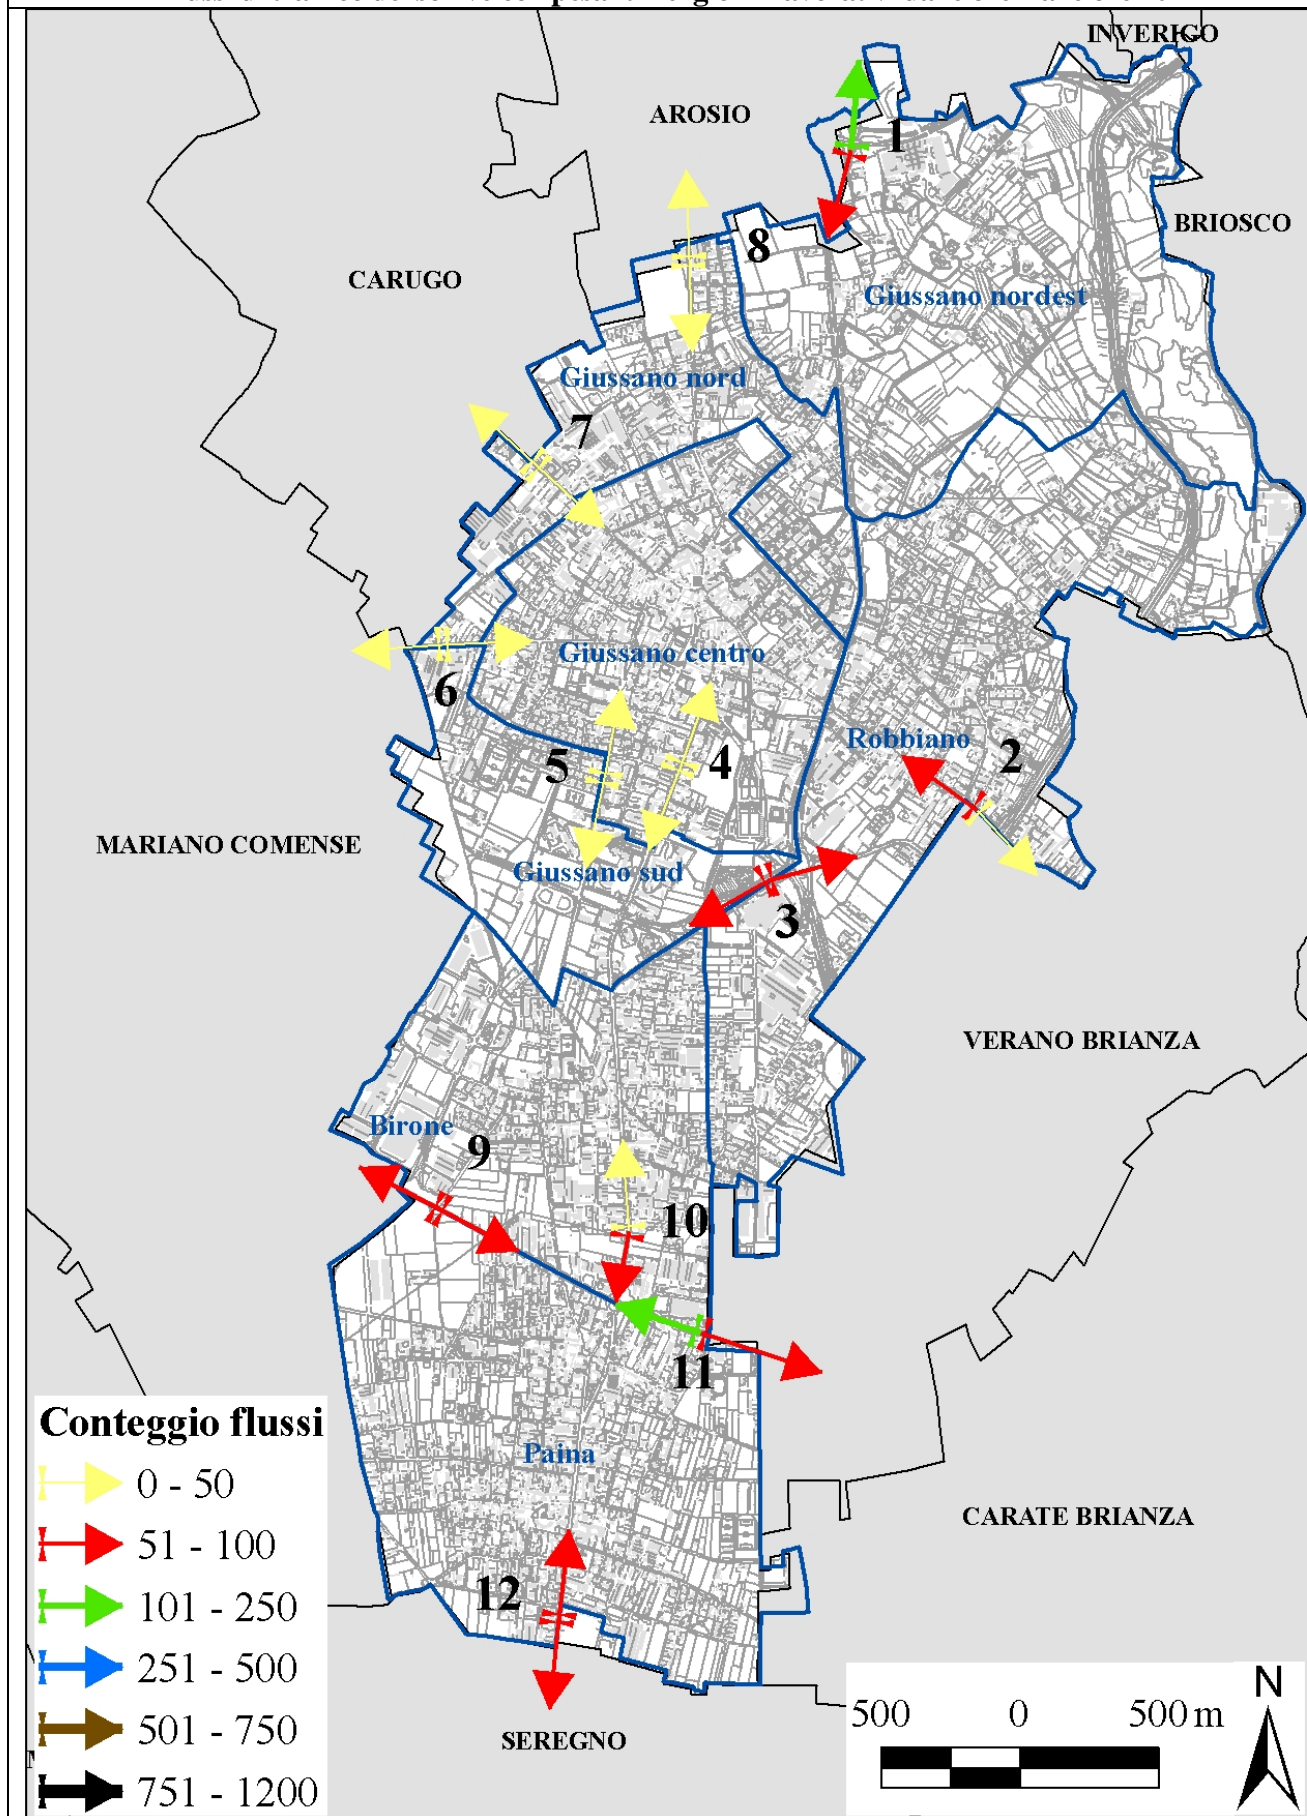 INVERIGO
AROSIO
1
BRIOSCO
8
CARUGO
Giussano nordest
Giussano nord
7
Giussano centro
6
Robbiano
2
5
4
MARIANO COMENSE
Giussano sud
3
VERANO BRIANZA
Birone
9
10
11
Conteggio flussi
Paina
0 - 50
CARATE BRIANZA
51 - 100
12
101 - 250
251 - 500
N
500 0 500 m
501 - 750
SEREGNO
751 - 1200